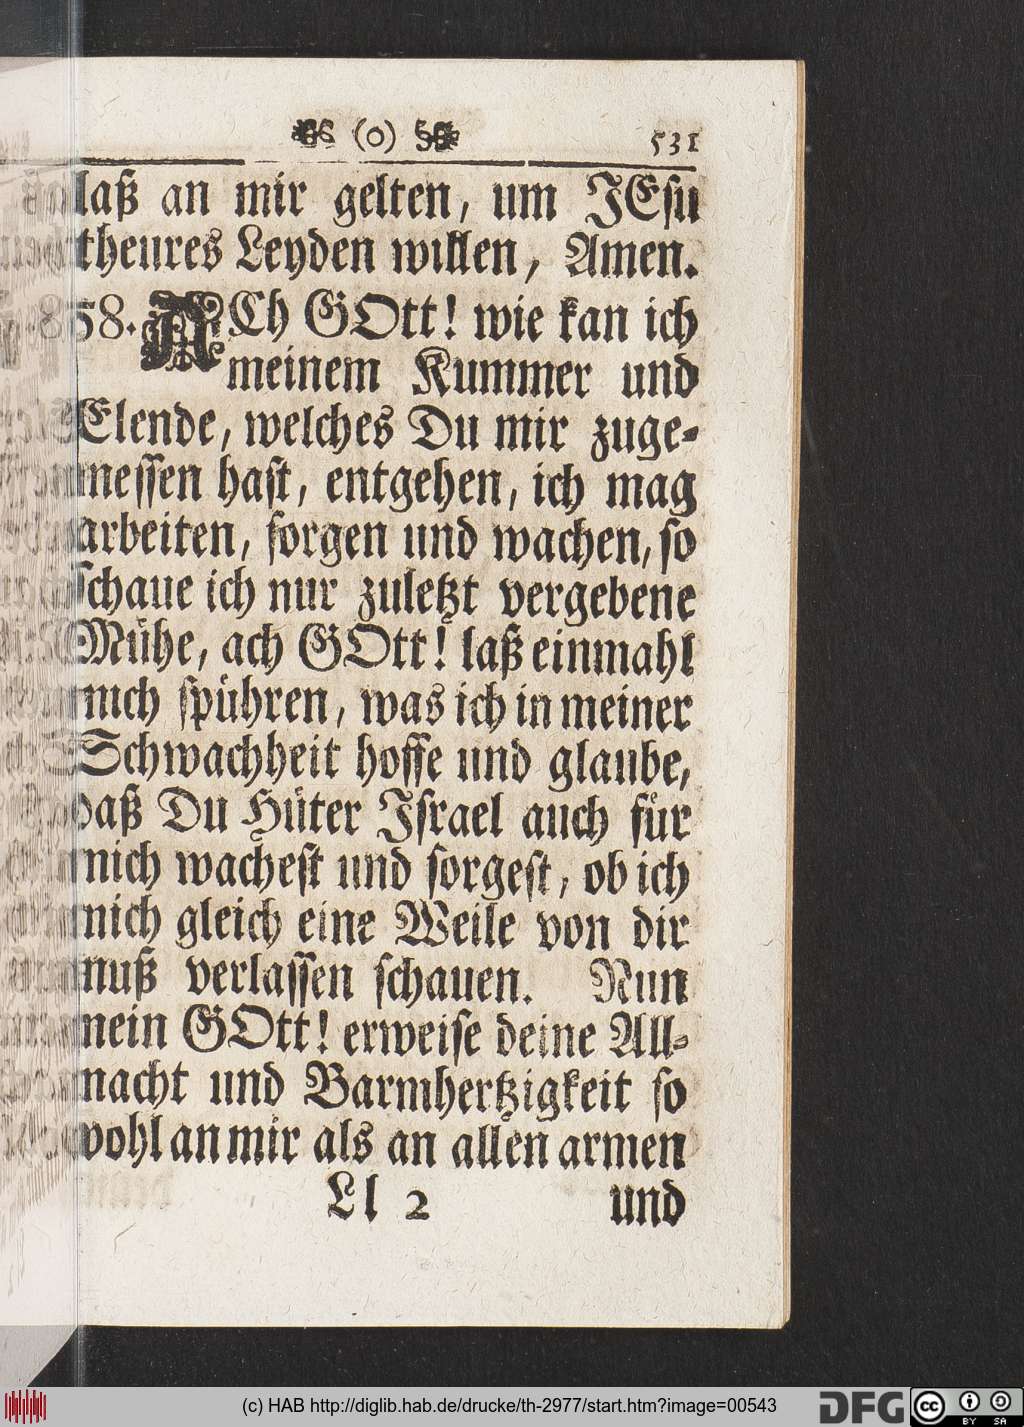 (o) 531
laß an mir gelten, um JEsu
theures Leyden willen, Amen.
858. ACh GOtt! wie kan ich
meinem Kummer und
Elende, welches Du mir zuge-
messen hast, entgehen, ich mag
arbeiten, sorgen und wachen, so
schaue ich nur zuletzt vergebene
Mühe, ach GOtt! laß einmahl
mich spühren, was ich in meiner
Schwachheit hoffe und glaube,
daß Du Hüter Israel auch für
mich wachest und sorgest, ob ich
mich gleich eine Weile von dir
muß verlassen schauen. Nun
mein GOtt! erweise deine All-
macht und Barmhertzigkeit so
wohl an mir als an allen armen
Ll 2 und
(c) HAB http://diglib.hab.de/drucke/th-2977/start.htm?image=00543
DFG
cc BY SA